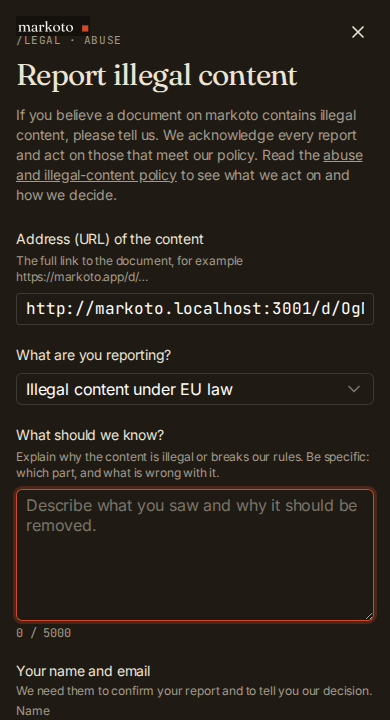 markoto
/LEGAL · ABUSE
Report illegal content
If you believe a document on markoto contains illegal
content, please tell us. We acknowledge every report
and act on those that meet our policy. Read the abuse
and illegal-content policy to see what we act on and
how we decide.
Address (URL) of the content
The full link to the document, for example
https://markoto.app/d/...
http://markoto.localhost:3001/d/Ogl
What are you reporting?
Illegal content under EU law
What should we know?
Explain why the content is illegal or breaks our rules. Be specific:
which part, and what is wrong with it.
Describe what you saw and why it should be
removed.
0 / 5000
Your name and email
We need them to confirm your report and to tell you our decision.
Name